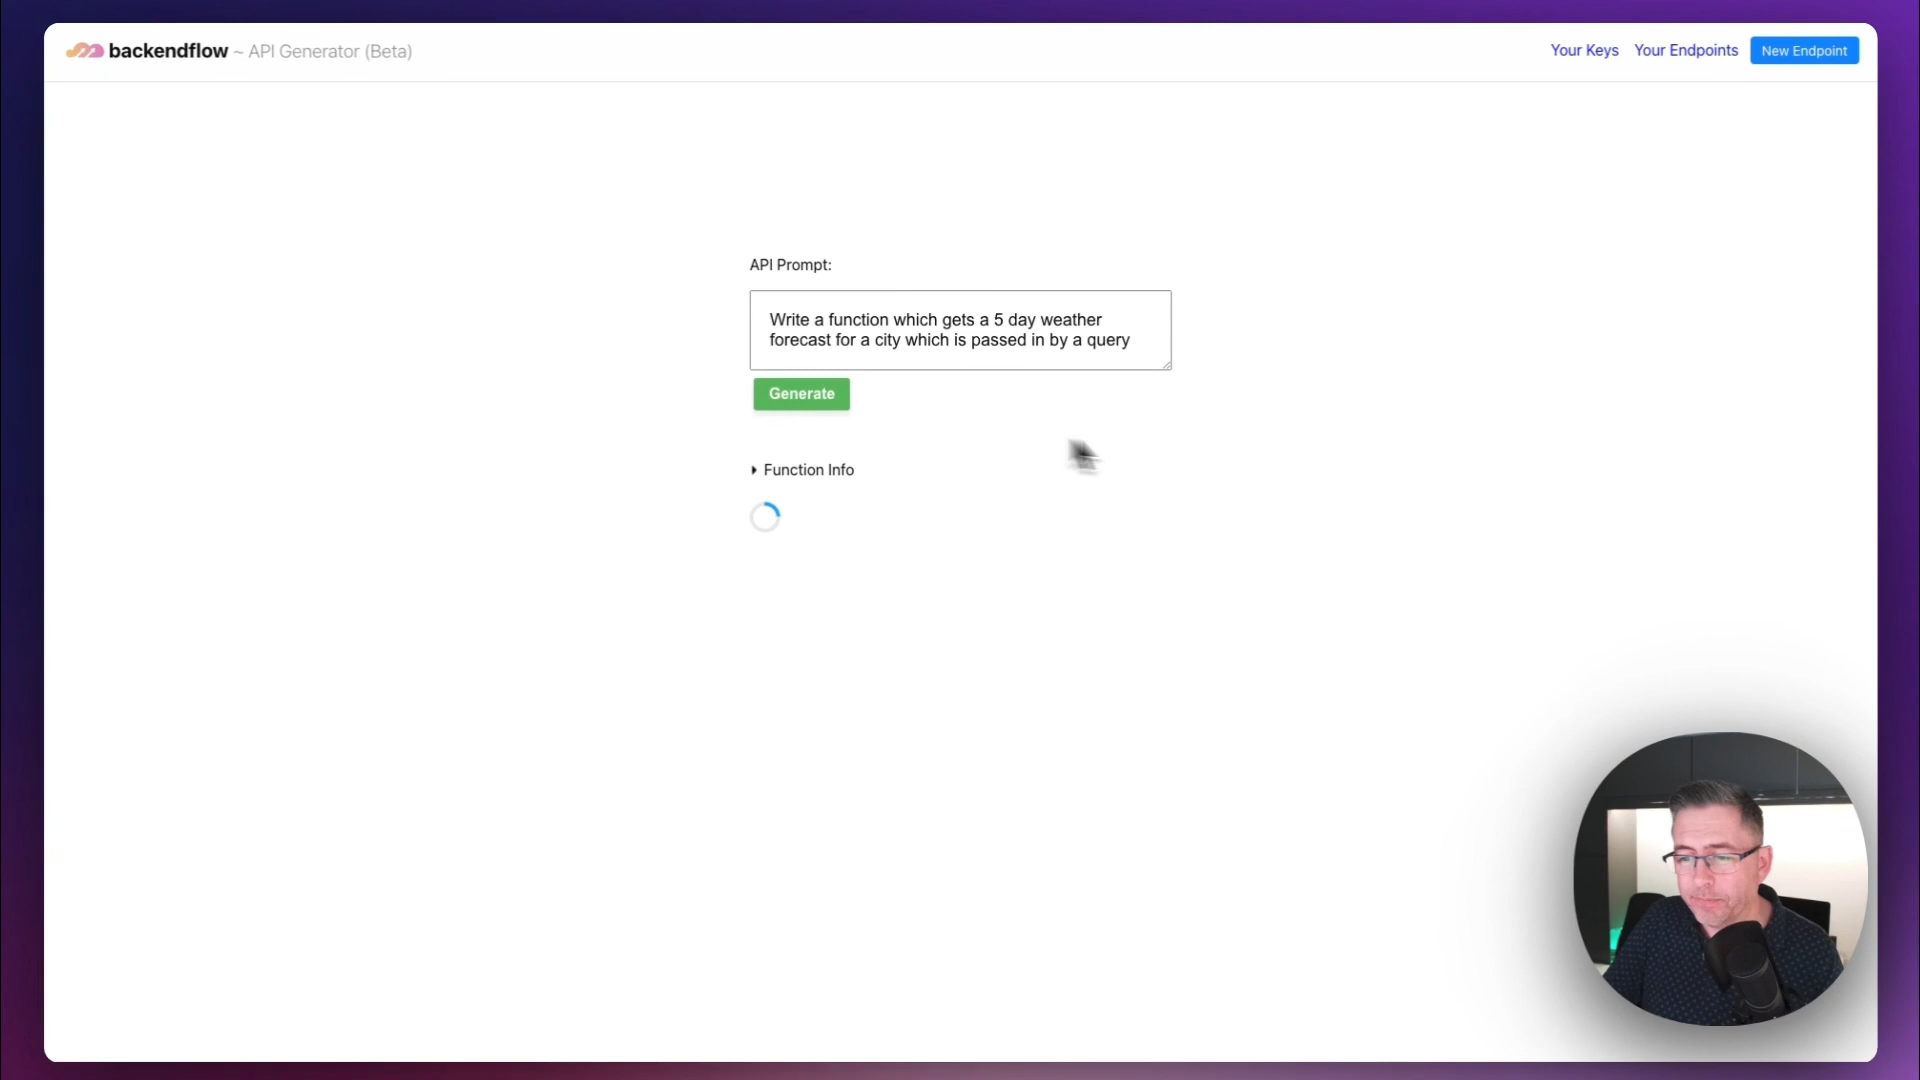 backendflow ~ API Generator (Beta)
Your Keys
Your Endpoints
New Endpoint
API Prompt:
Write a function which gets a 5 day weather
forecast for a city which is passed in by a query
Generate
Function Info